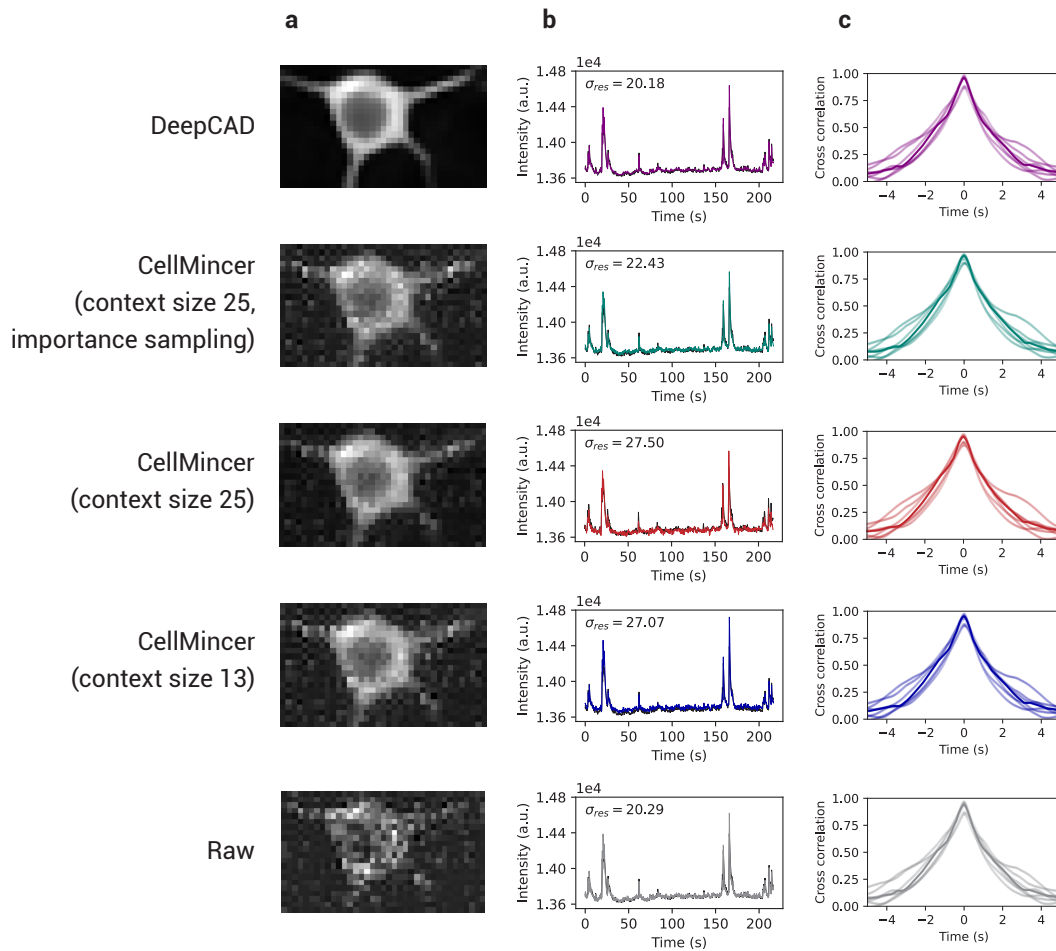 a
b
c
DeepCAD
1e4
1.48
1.44
1.40
1.36
σres = 20.18
Intensity (a.u.)
0 50 100 150 200
Time (s)
Cross correlation
1.00
0.75
0.50
0.25
0.00
−4 −2 0 2 4
Time (s)
CellMincer
(context size 25,
importance sampling)
1e4
1.48
1.44
1.40
1.36
σres = 22.43
Intensity (a.u.)
0 50 100 150 200
Time (s)
Cross correlation
1.00
0.75
0.50
0.25
0.00
−4 −2 0 2 4
Time (s)
CellMincer
(context size 25)
1e4
1.48
1.44
1.40
1.36
σres = 27.50
Intensity (a.u.)
0 50 100 150 200
Time (s)
Cross correlation
1.00
0.75
0.50
0.25
0.00
−4 −2 0 2 4
Time (s)
CellMincer
(context size 13)
1e4
1.48
1.44
1.40
1.36
σres = 27.07
Intensity (a.u.)
0 50 100 150 200
Time (s)
Cross correlation
1.00
0.75
0.50
0.25
0.00
−4 −2 0 2 4
Time (s)
Raw
1e4
1.48
1.44
1.40
1.36
σres = 20.29
Intensity (a.u.)
0 50 100 150 200
Time (s)
Cross correlation
1.00
0.75
0.50
0.25
0.00
−4 −2 0 2 4
Time (s)